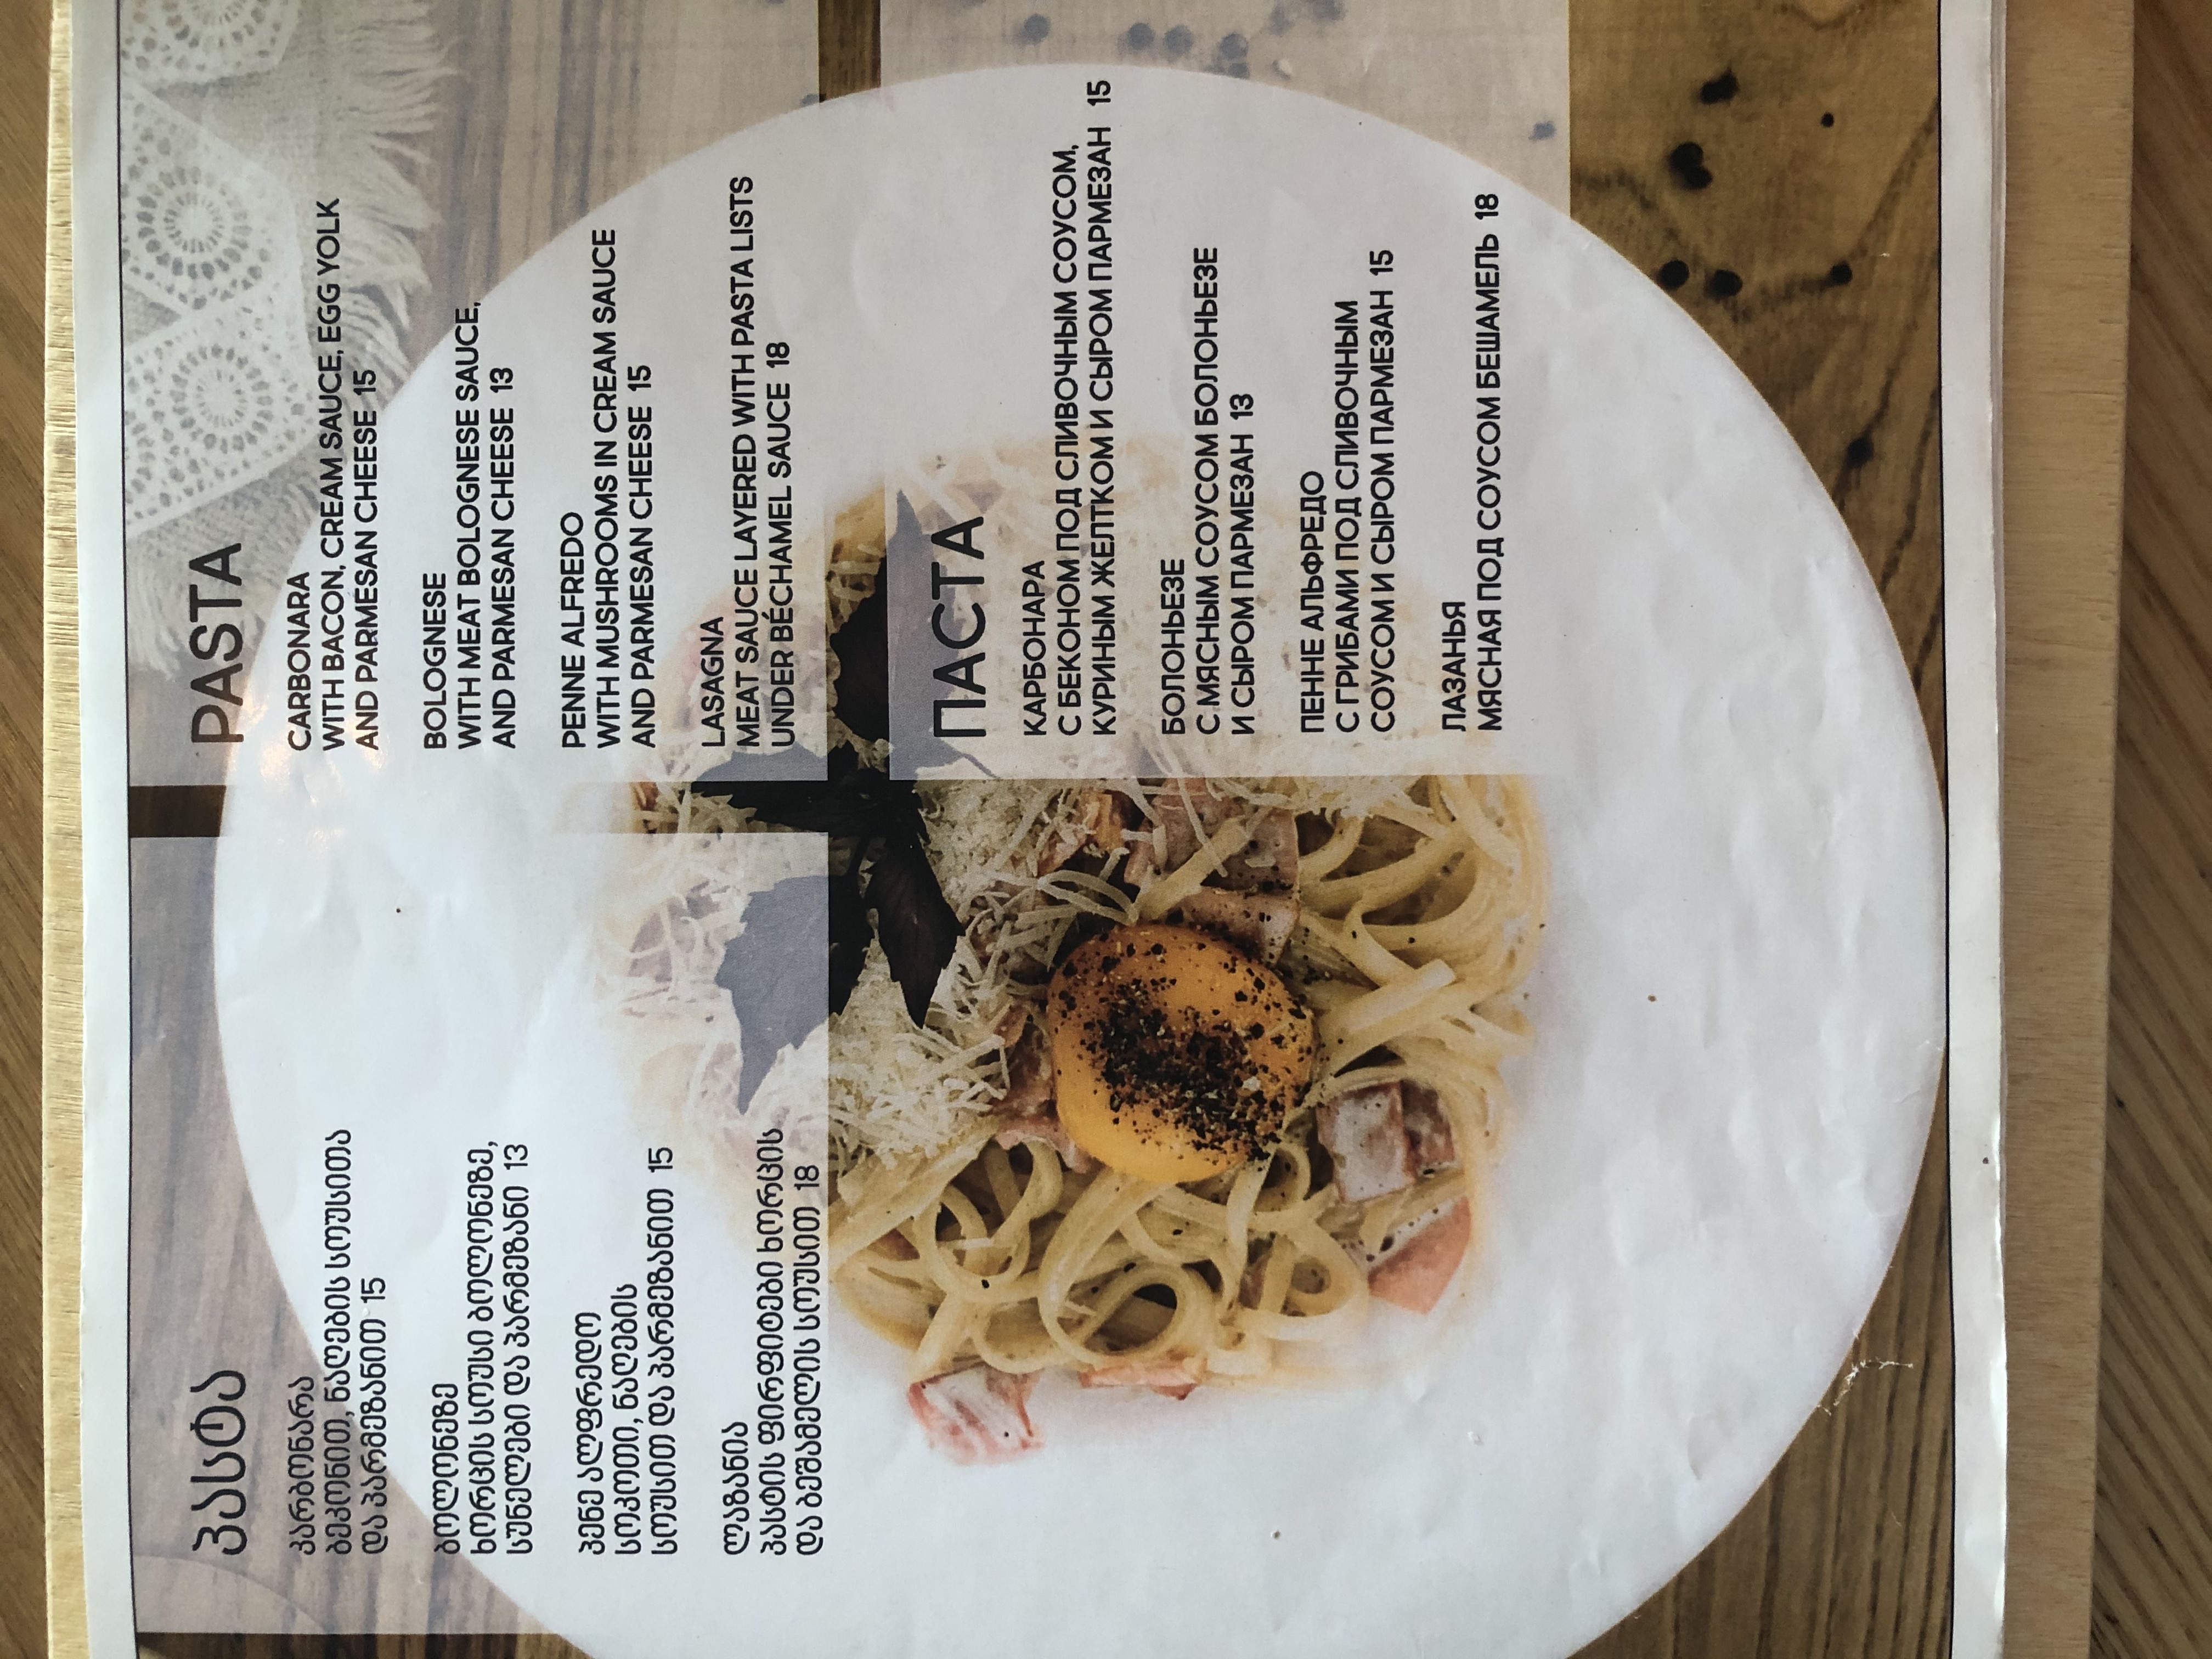 პასტა
კარბონარა
ბეკონით, ნაღების სოუსითა
და პარმეზანით 15
ბოლონეზე
ხორცის სოუსი ბოლონეზე,
სუნელები და პარმეზანი 13
პენე ალფრედო
სოკოთი, ნაღების
სოუსით და პარმეზანით 15
ლაზანია
პასტის ფირფიტები ხორცის
და ბეშამელის სოუსით 18
PASTA
CARBONARA
WITH BACON, CREAM SAUCE, EGG YOLK
AND PARMESAN CHEESE 15
BOLOGNESE
WITH MEAT BOLOGNESE SAUCE,
AND PARMESAN CHEESE 13
PENNE ALFREDO
WITH MUSHROOMS IN CREAM SAUCE
AND PARMESAN CHEESE 15
LASAGNA
MEAT SAUCE LAYERED WITH PASTA LISTS
UNDER BÉCHAMEL SAUCE 18
ПАСТА
КАРБОНАРА
С БЕКОНОМ ПОД СЛИВОЧНЫМ СОУСОМ,
КУРИНЫМ ЖЕЛТКОМ И СЫРОМ ПАРМЕЗАН 15
БОЛОНЬЕЗЕ
С МЯСНЫМ СОУСОМ БОЛОНЬЕЗЕ
И СЫРОМ ПАРМЕЗАН 13
ПЕННЕ АЛЬФРЕДО
С ГРИБАМИ ПОД СЛИВОЧНЫМ
СОУСОМ И СЫРОМ ПАРМЕЗАН 15
ЛАЗАНЬЯ
МЯСНАЯ ПОД СОУСОМ БЕШАМЕЛЬ 18